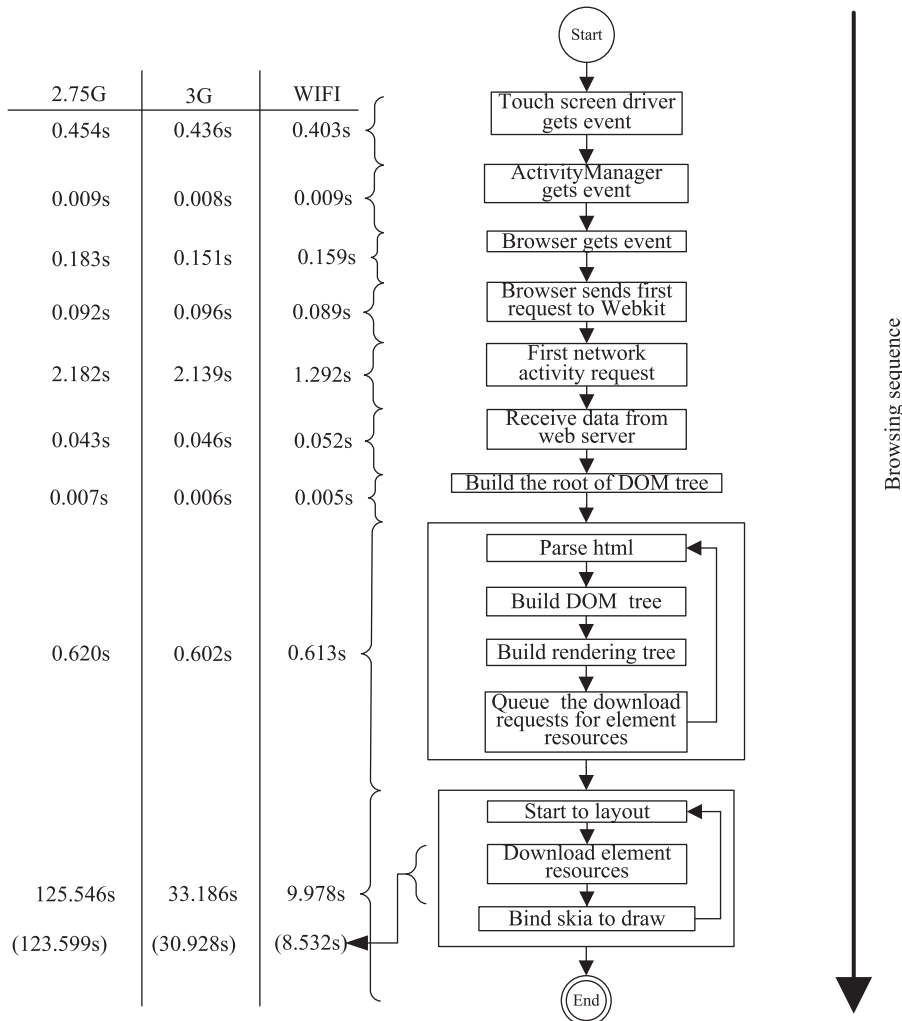 Start
2.75G 3G WIFI
Touch screen driver
gets event
0.454s 0.436s 0.403s
ActivityManager
gets event
0.009s 0.008s 0.009s
Browser gets event
0.183s 0.151s 0.159s
Browser sends first
request to Webkit
0.092s 0.096s 0.089s
First network
activity request
2.182s 2.139s 1.292s
Receive data from
web server
0.043s 0.046s 0.052s
Build the root of DOM tree
0.007s 0.006s 0.005s
Parse html
Build DOM tree
Build rendering tree
0.620s 0.602s 0.613s
Queue the download
requests for element
resources
Start to layout
Download element
resources
125.546s 33.186s 9.978s
Bind skia to draw
(123.599s) (30.928s) (8.532s)
End
Browsing sequence